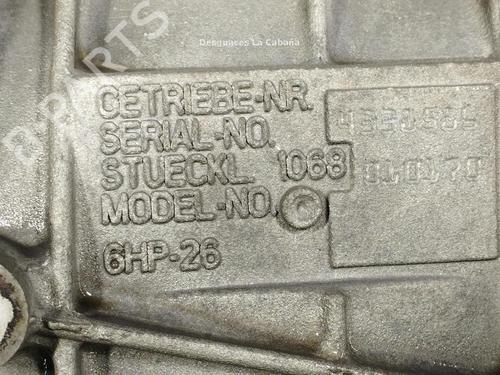 Desguaces La Cabaña
B-PARTS
GETRIEBE-NR.
SERIAL-NO.
STUECKL. 1068
MODEL-NO.
6HP-26